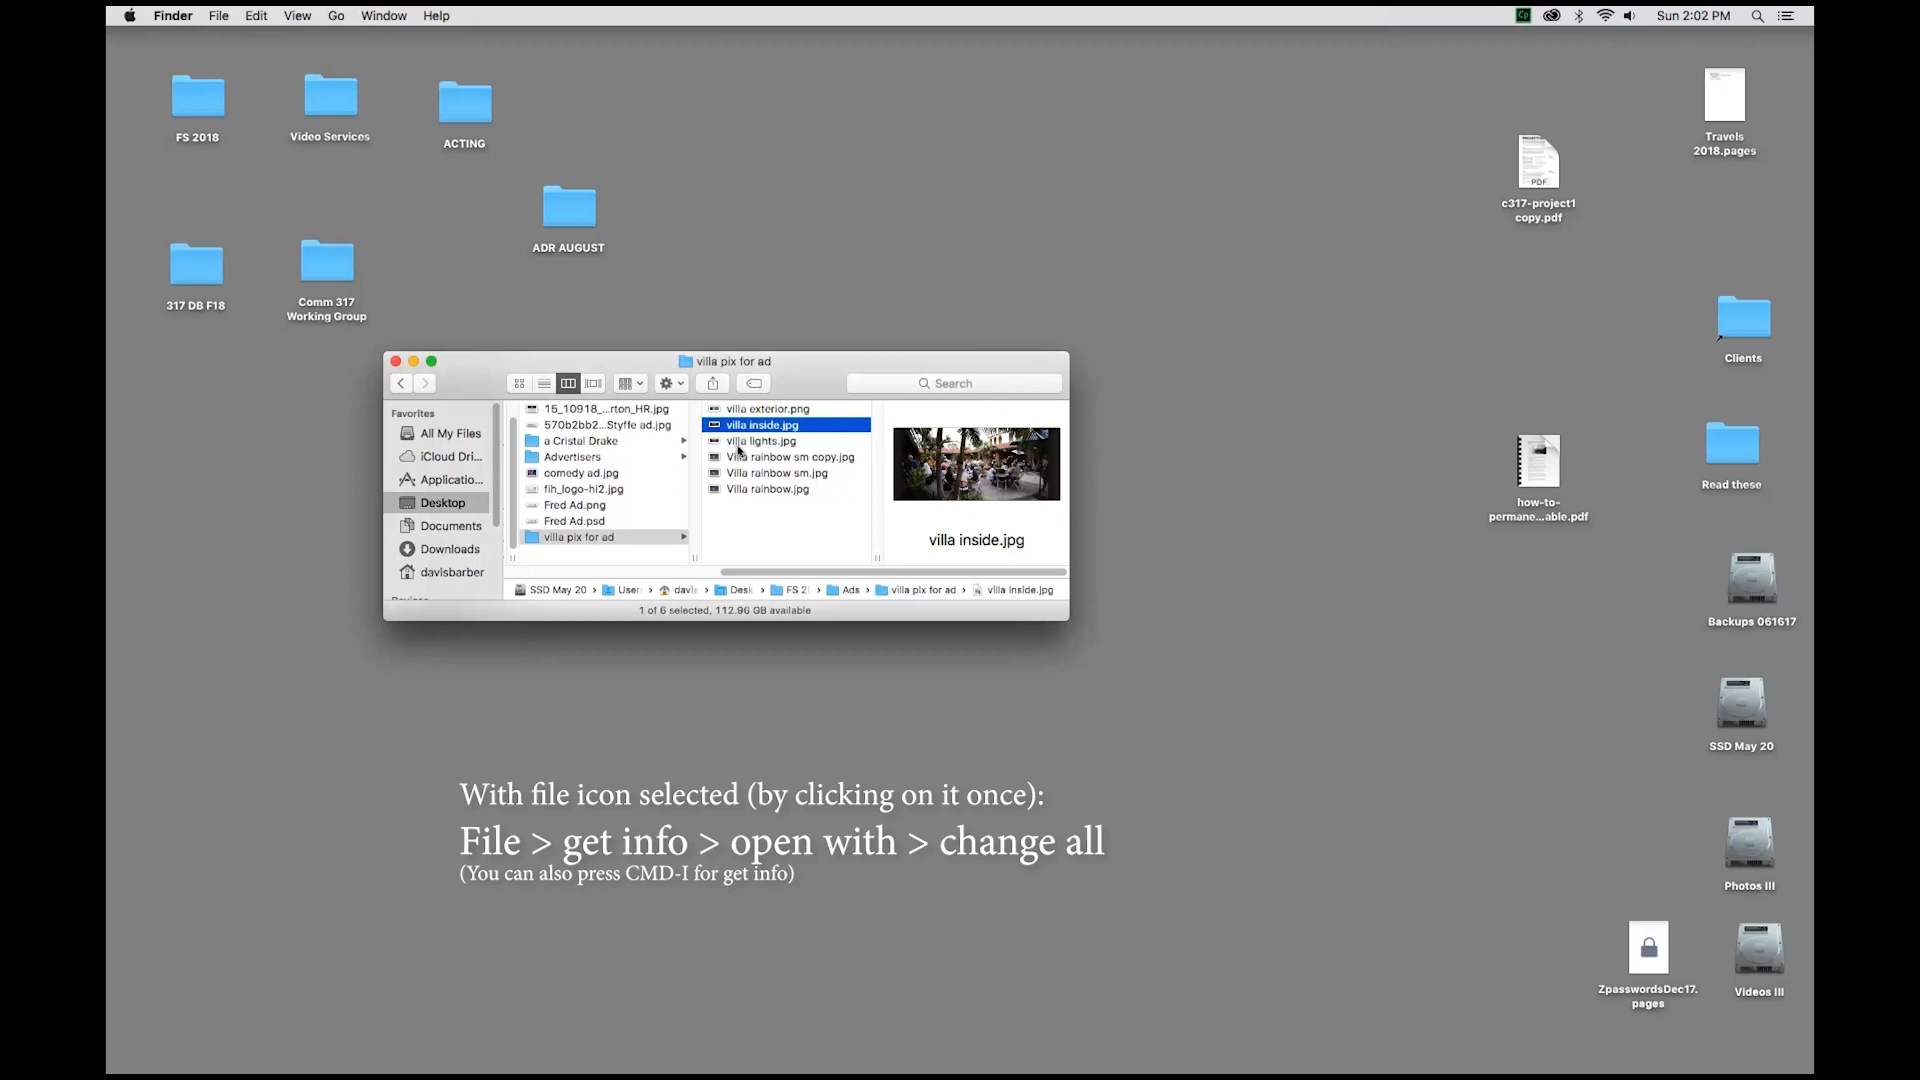 Finder File Edit View Go Window Help
Sun 2:02 PM
FS 2018
Video Services
ACTING
Travels
2018.pages
PDF
c317-project1
copy.pdf
ADR AUGUST
317 DB F18
Comm 317
Working Group
Clients
villa pix for ad
Search
Favorites
All My Files
iCloud Dri...
Applicatio...
Desktop
Documents
Downloads
davisbarber
15_10918_...rton_HR.jpg
570b2bb2...Styffe ad.jpg
a Cristal Drake
Advertisers
comedy ad.jpg
fih_logo-hi2.jpg
Fred Ad.png
Fred Ad.psd
villa pix for ad
villa exterior.png
villa inside.jpg
villa lights.jpg
Villa rainbow sm copy.jpg
Villa rainbow sm.jpg
Villa rainbow.jpg
villa inside.jpg
SSD May 20 › User › davis › Desk › FS 2 › Ads › villa pix for ad › villa inside.jpg
1 of 6 selected, 112.96 GB available
Read these
how-to-
permane...able.pdf
Backups 061617
SSD May 20
Photos III
ZpasswordsDec17.
pages
Videos III
With file icon selected (by clicking on it once):
File > get info > open with > change all
(You can also press CMD-I for get info)